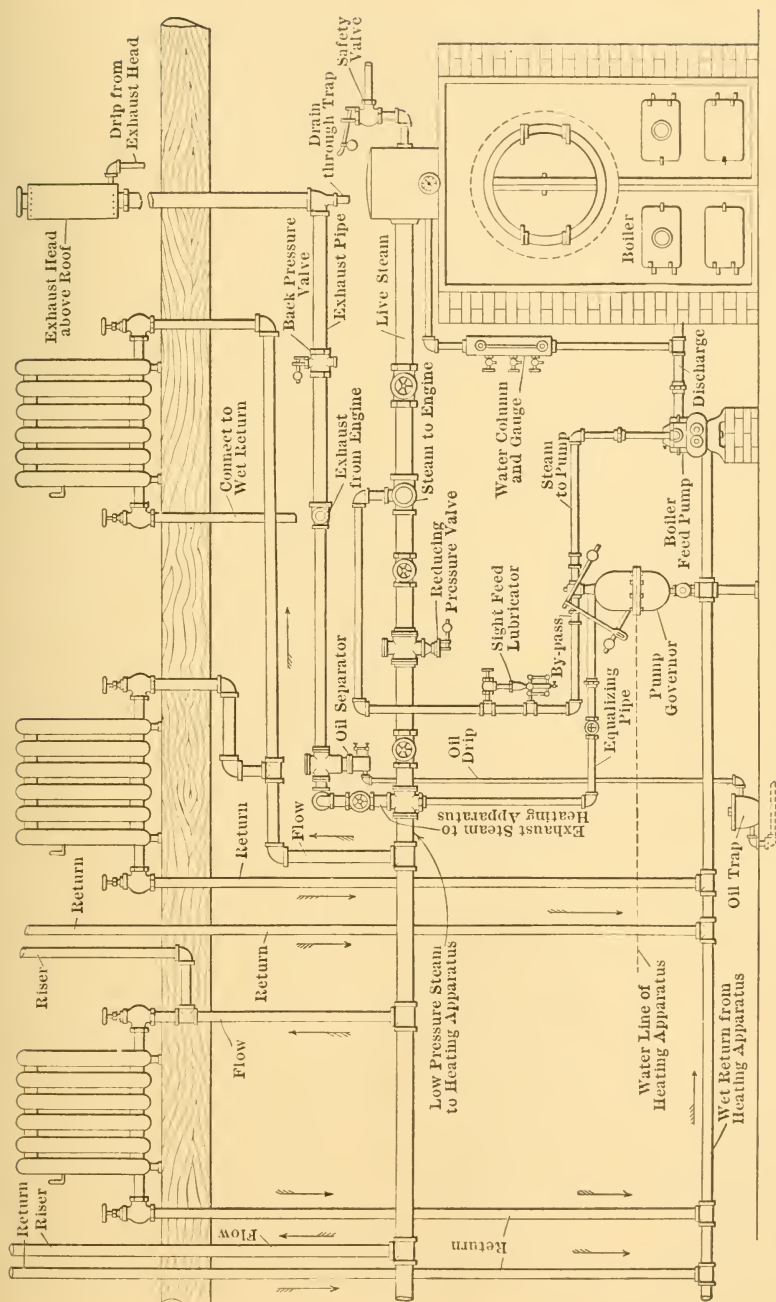 Exhaust Head
above Roof
Drip from
Exhaust Head
Connect to
Wet Return
Return
Riser
Return
Riser
Flow
Return
Flow
Return
Flow
Return
Back Pressure
Valve
Exhaust Pipe
Drain
through Trap
Safety
Valve
Exhaust
from Engine
Live Steam
Steam to Engine
Reducing
Pressure Valve
Oil Separator
Exhaust Steam to
Heating Apparatus
Low Pressure Steam
to Heating Apparatus
Sight Feed
Lubricator
By-pass
Steam
to Pump
Water Column
and Gauge
Boiler
Oil
Drip
Equalizing
Pipe
Pump
Governor
Boiler
Feed Pump
Discharge
Water Line of
Heating Apparatus
Oil Trap
Wet Return from
Heating Apparatus